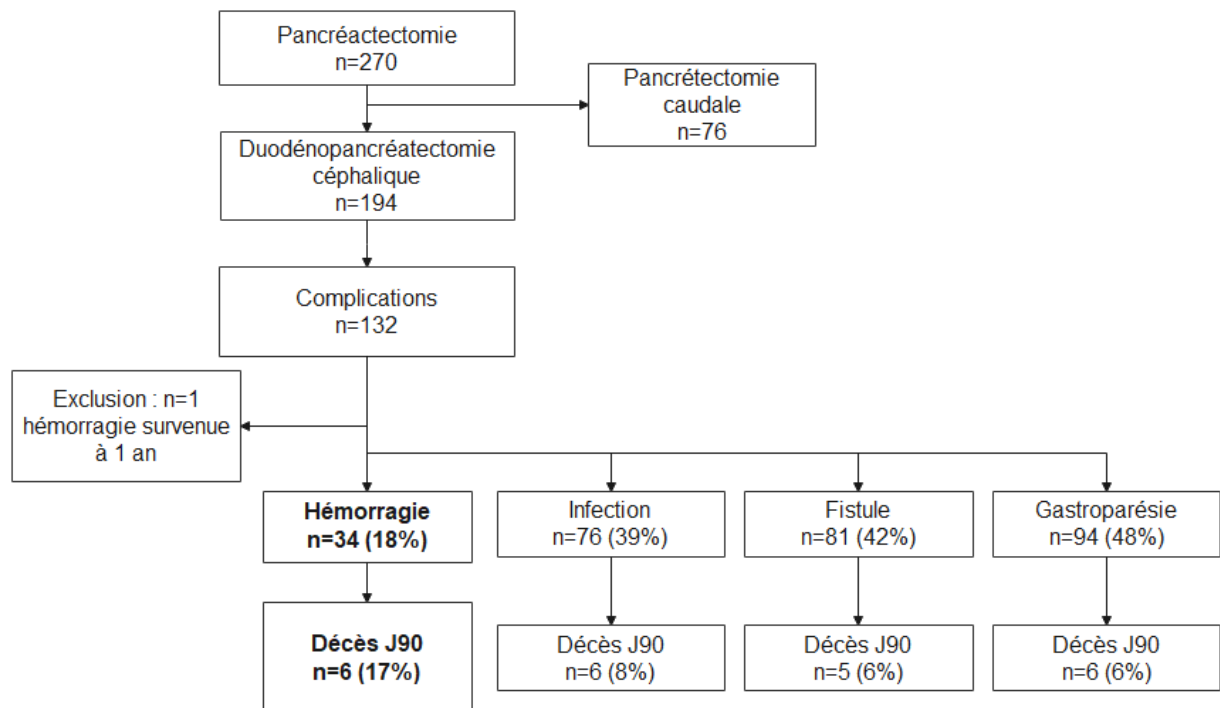 Pancréactectomie
n=270
Pancrétectomie
caudale
n=76
Duodénopancréatectomie
céphalique
n=194
Complications
n=132
Exclusion : n=1
hémorragie survenue
à 1 an
Hémorragie
n=34 (18%)
Infection
n=76 (39%)
Fistule
n=81 (42%)
Gastroparésie
n=94 (48%)
Décès J90
n=6 (17%)
Décès J90
n=6 (8%)
Décès J90
n=5 (6%)
Décès J90
n=6 (6%)